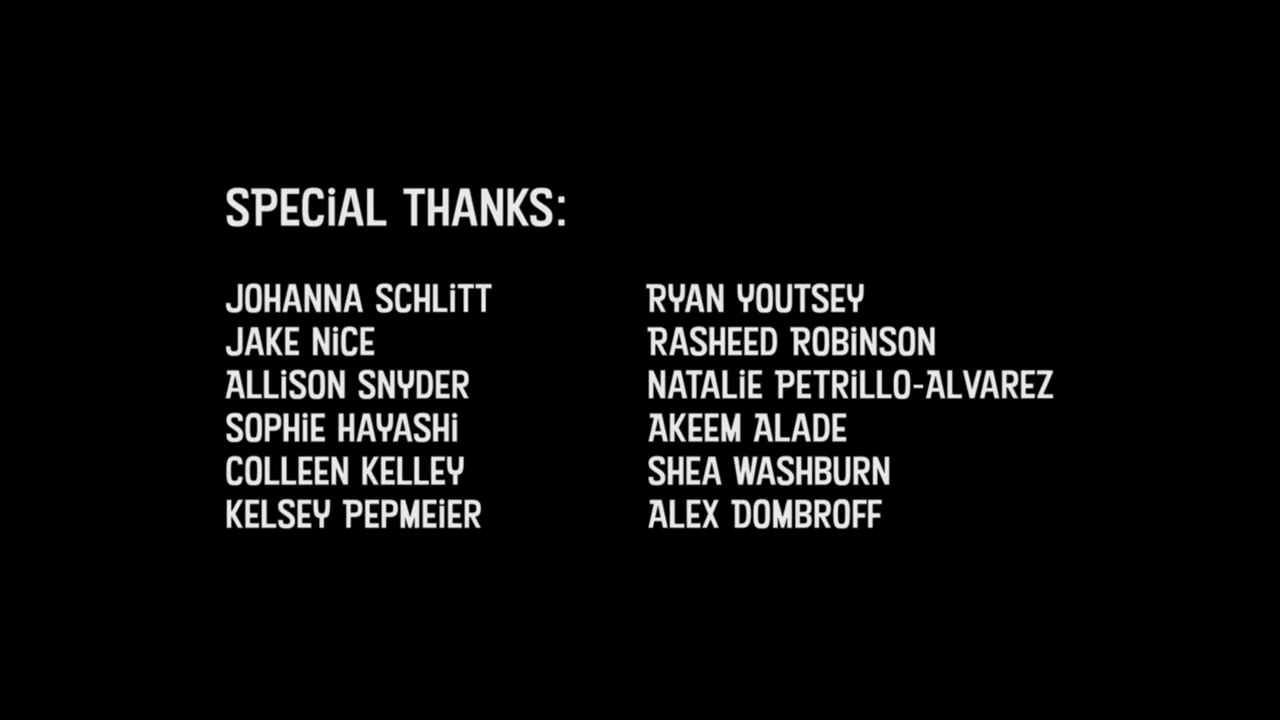 SPECiAL THANKS:
JOHANNA SCHLiTT
JAKE NiCE
ALLiSON SNYDER
SOPHiE HAYASHi
COLLEEN KELLEY
KELSEY PEPMEiER
RYAN YOUTSEY
RASHEED ROBiNSON
NATALiE PETRiLLO-ALVAREZ
AKEEM ALADE
SHEA WASHBURN
ALEX DOMBROFF